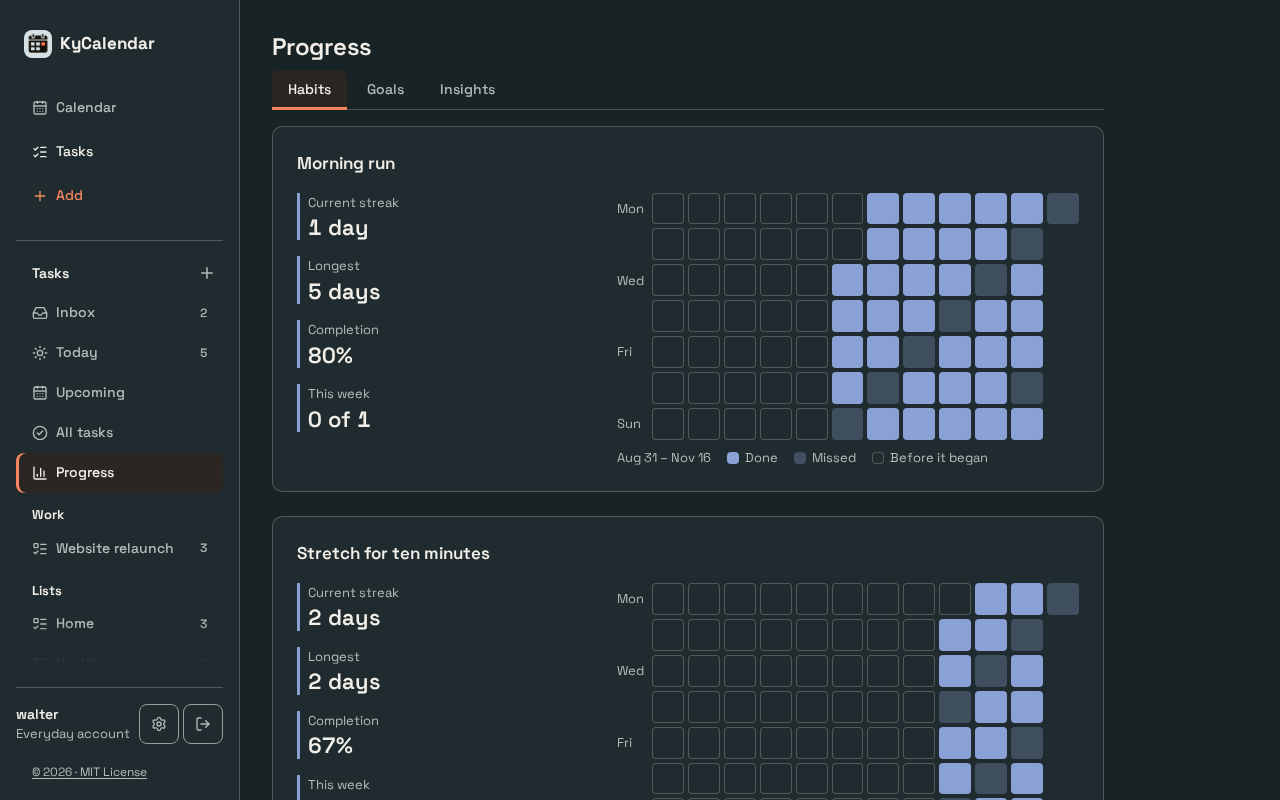 KyCalendar
Calendar
Tasks
Add
Tasks
Inbox 2
Today 5
Upcoming
All tasks
Progress
Work
Website relaunch 3
Lists
Home 3
walter
Everyday account
© 2026 · MIT License
Progress
Habits Goals Insights
Morning run
Current streak
1 day
Longest
5 days
Completion
80%
This week
0 of 1
Mon
Wed
Fri
Sun
Aug 31 – Nov 16 Done Missed Before it began
Stretch for ten minutes
Current streak
2 days
Longest
2 days
Completion
67%
This week
Mon
Wed
Fri